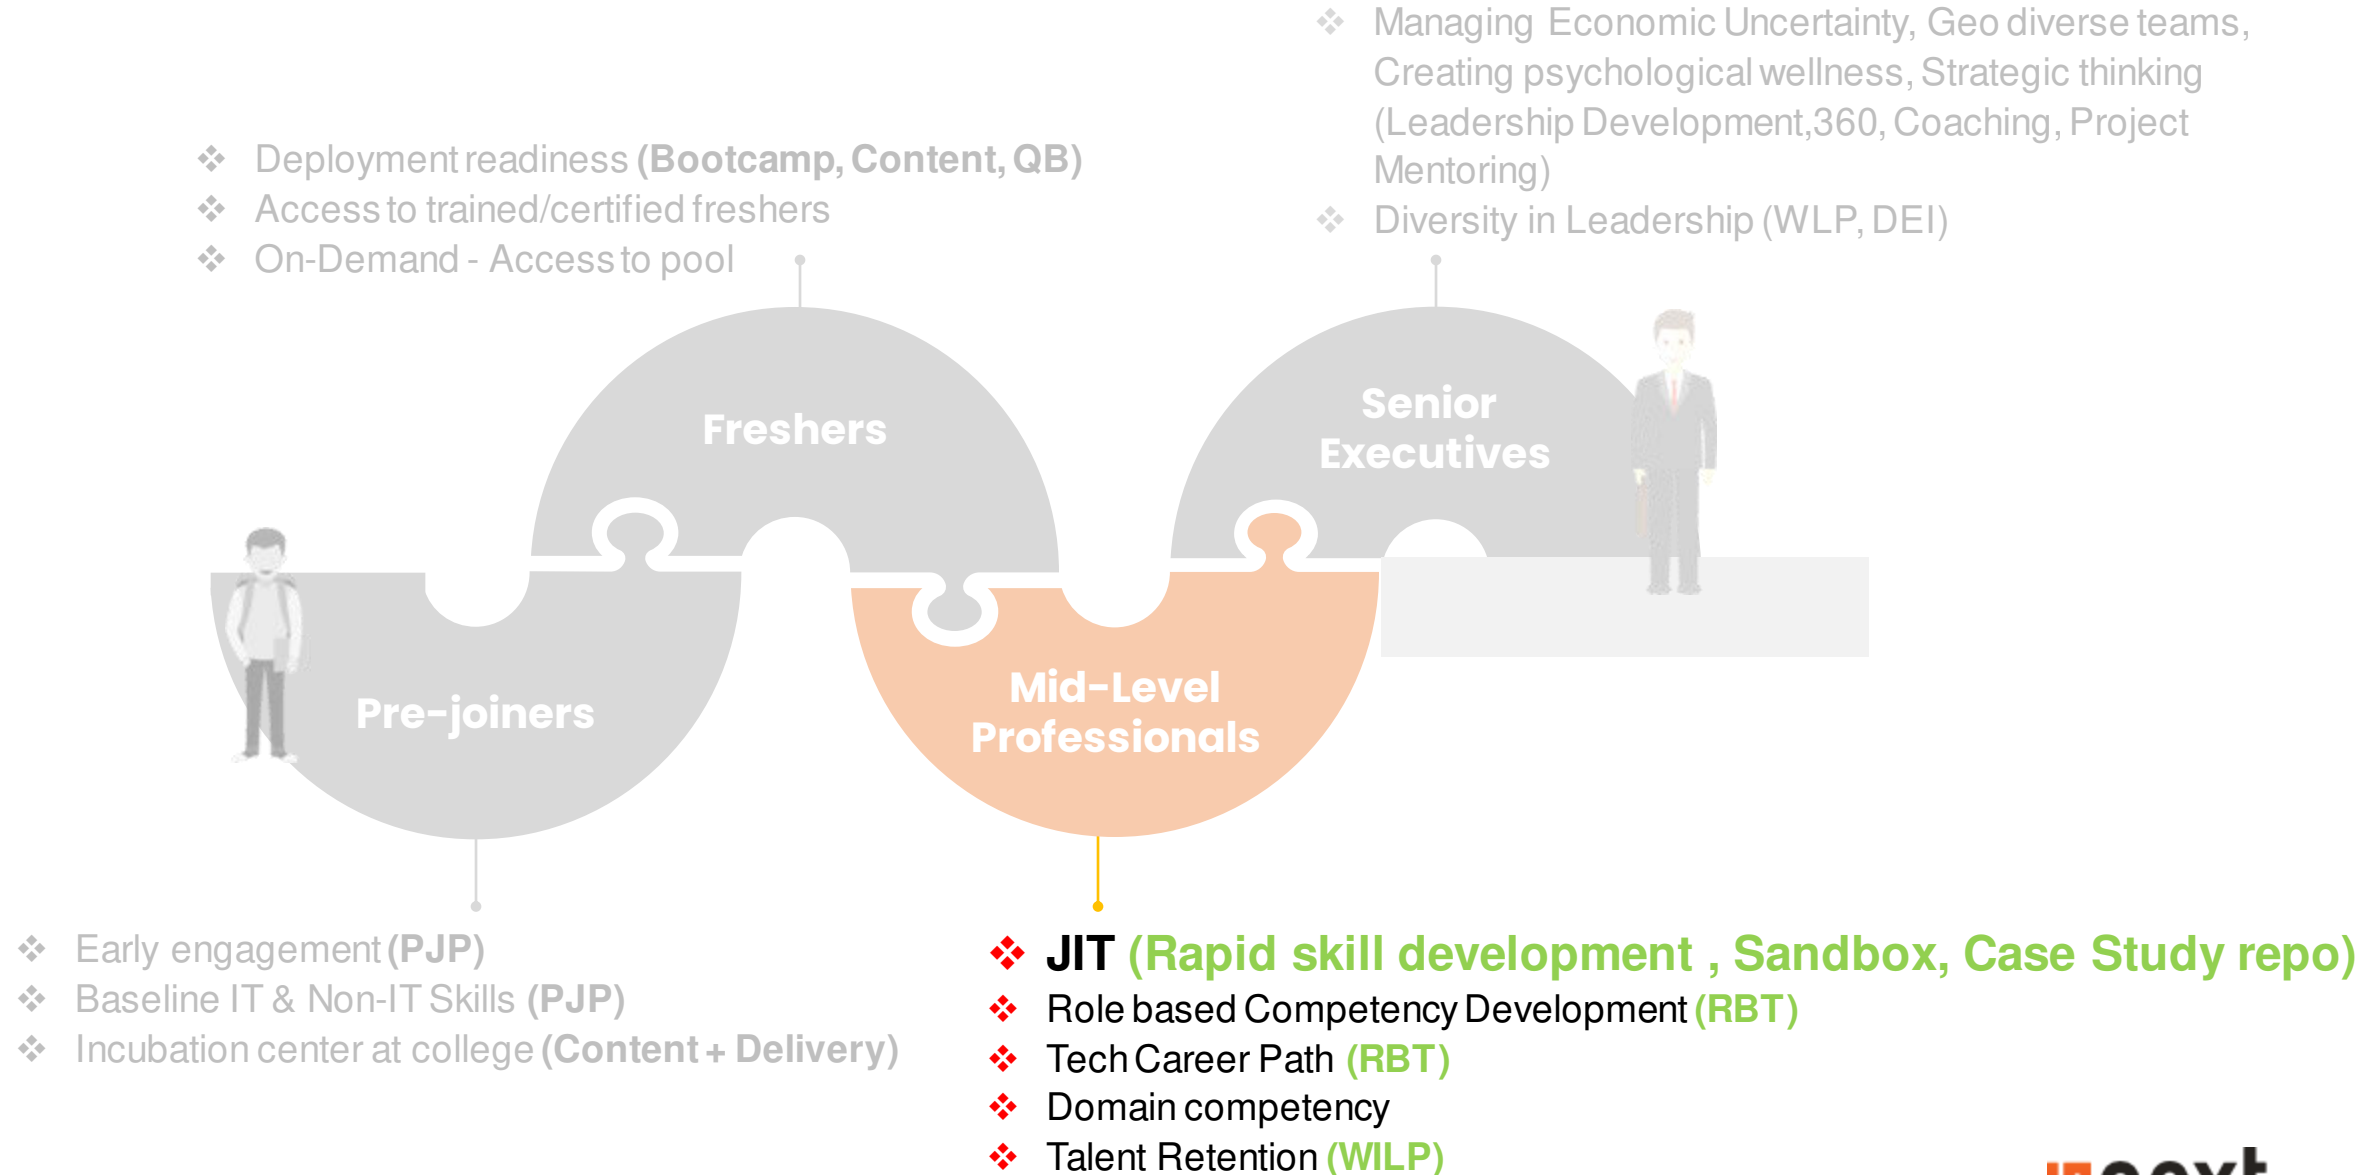 Managing Economic Uncertainty, Geo diverse teams,
Creating psychological wellness, Strategic thinking
(Leadership Development,360, Coaching, Project
Mentoring)
Diversity in Leadership (WLP, DEI)
Deployment readiness (Bootcamp, Content, QB)
Access to trained/certified freshers
On-Demand - Access to pool
Freshers
Senior
Executives
Pre-joiners
Mid-Level
Professionals
Early engagement (PJP)
Baseline IT & Non-IT Skills (PJP)
Incubation center at college (Content + Delivery)
JIT (Rapid skill development , Sandbox, Case Study repo)
Role based Competency Development (RBT)
Tech Career Path (RBT)
Domain competency
Talent Retention (WILP)